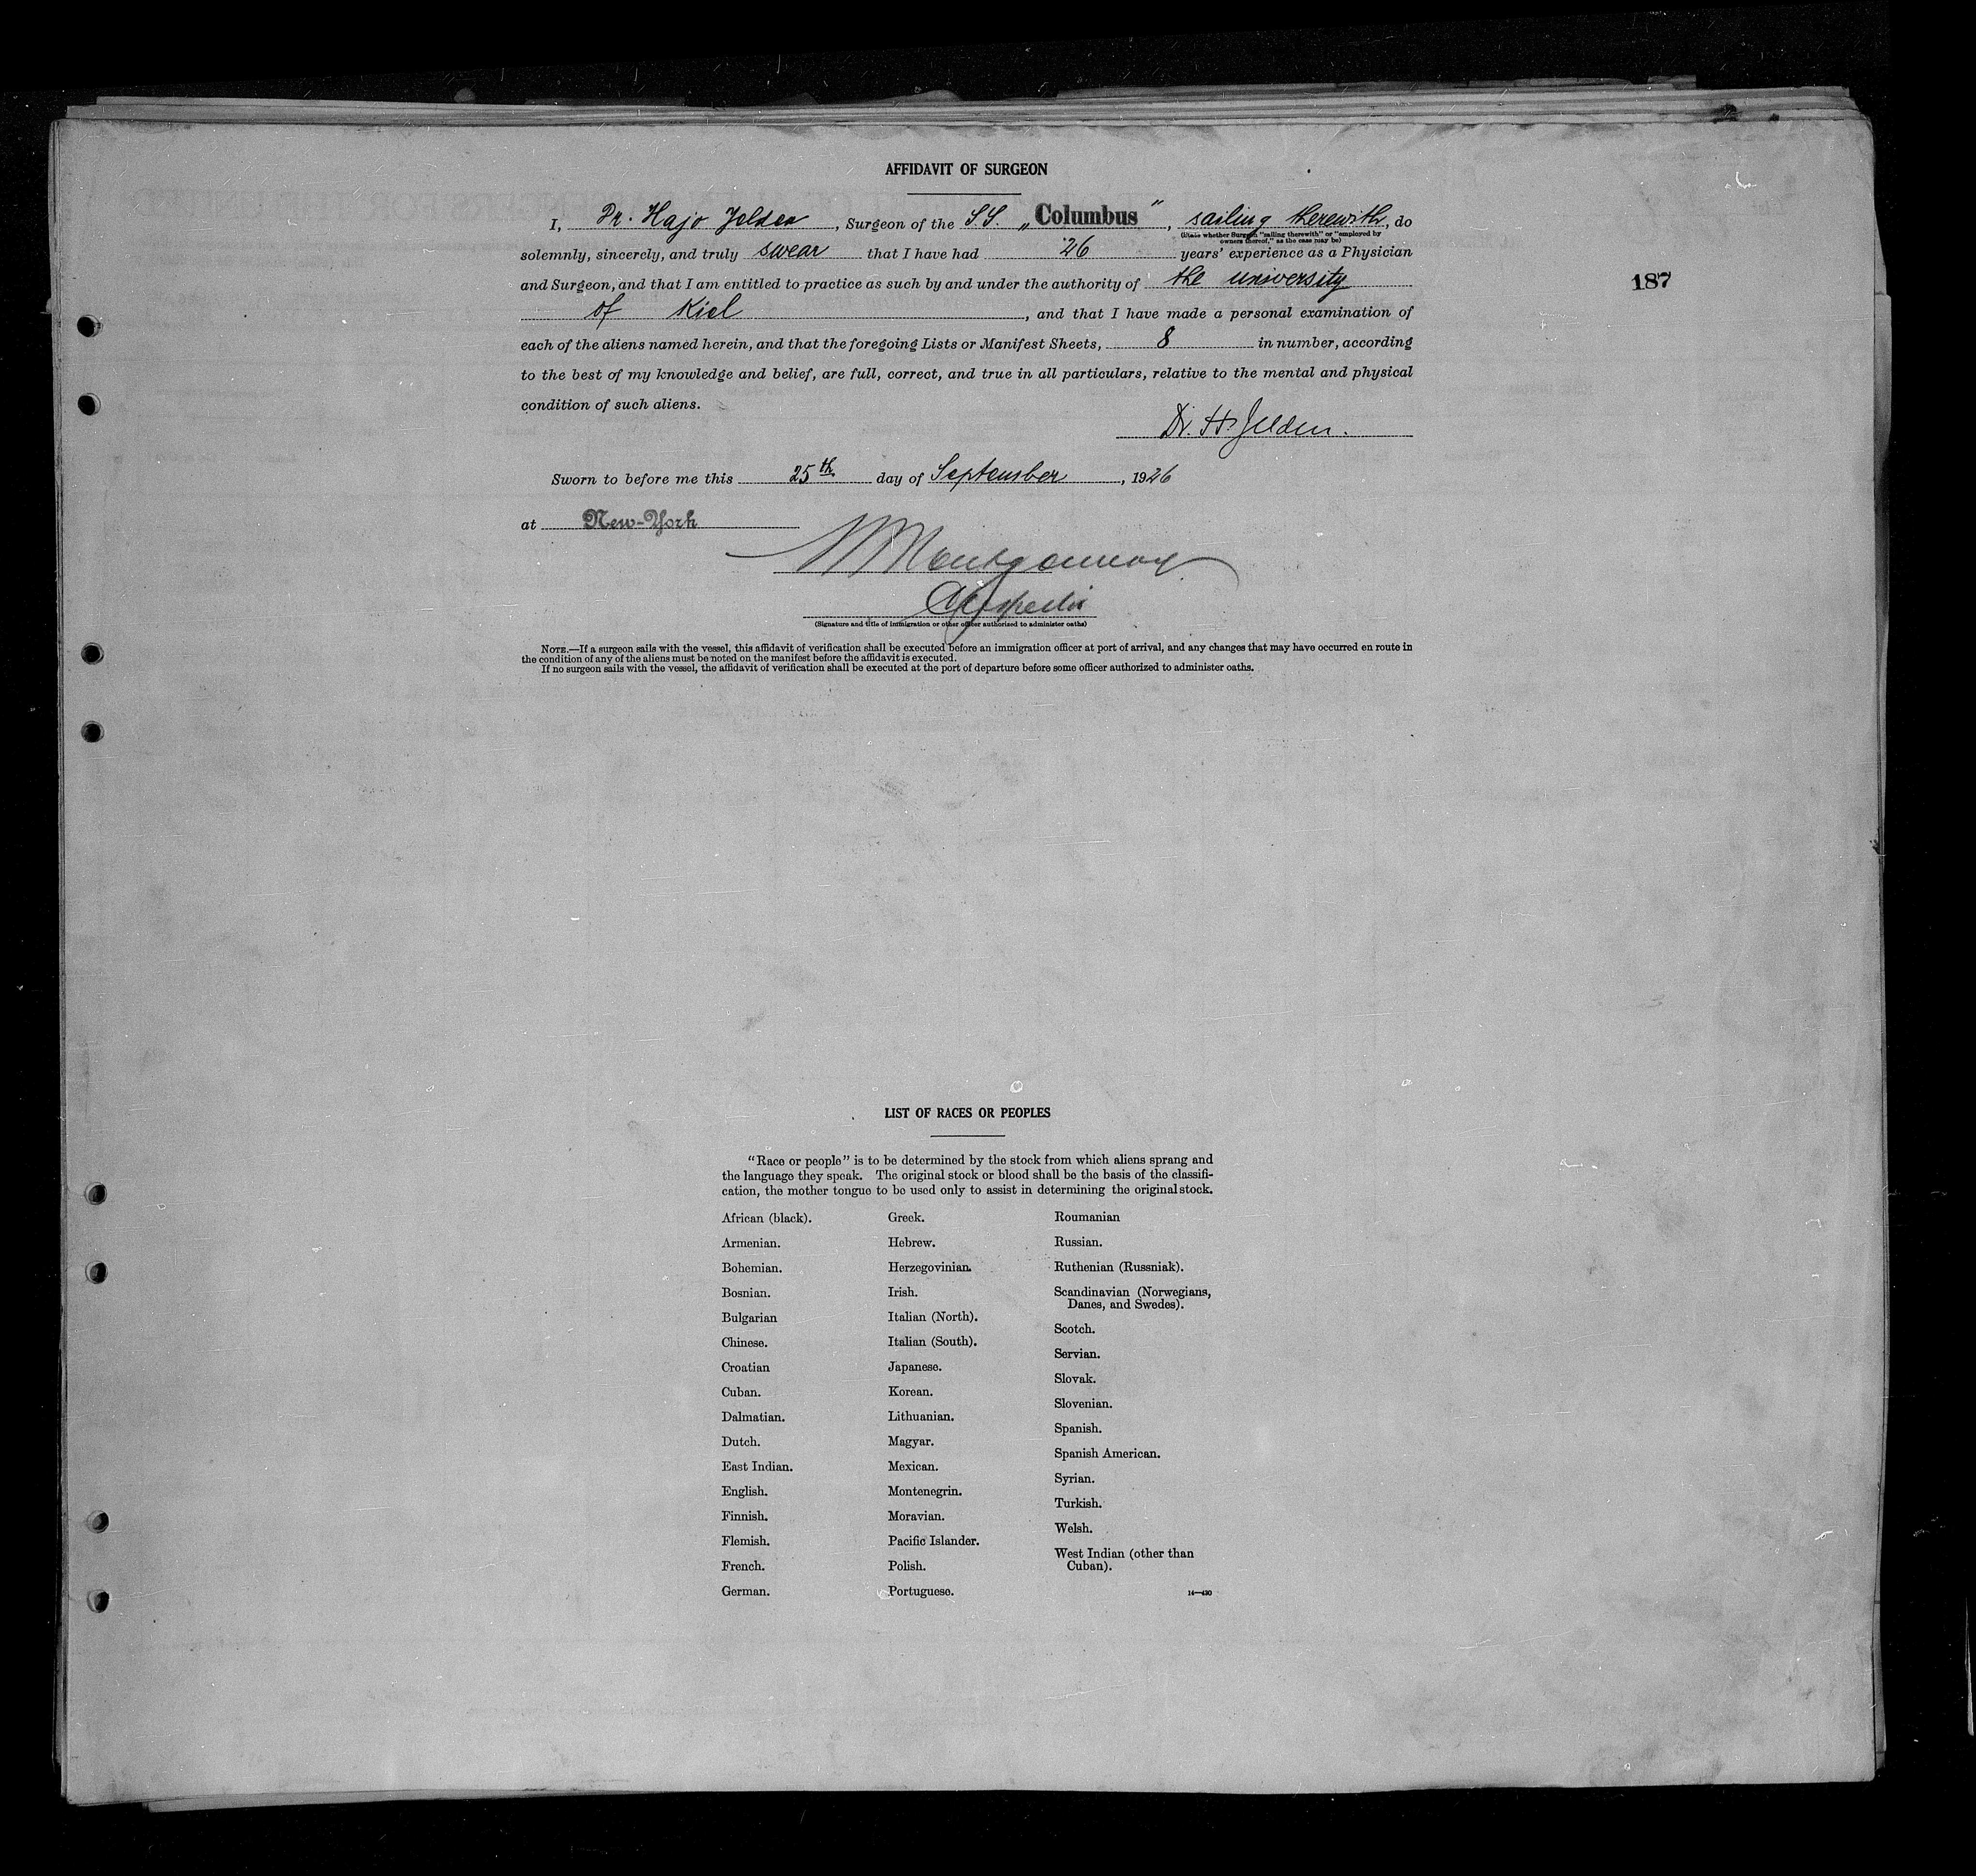 AFFIDAVIT OF SURGEON
I, Dr. Hajo Jelden, Surgeon of the S.S. „Columbus", sailing therewith, do
(State whether Surgeon "sailing therewith" or "employed by
owners thereof," as the case may be)
solemnly, sincerely, and truly swear that I have had 26 years' experience as a Physician
and Surgeon, and that I am entitled to practice as such by and under the authority of the university
187
of Kiel, and that I have made a personal examination of
each of the aliens named herein, and that the foregoing Lists or Manifest Sheets, 8 in number, according
to the best of my knowledge and belief, are full, correct, and true in all particulars, relative to the mental and physical
condition of such aliens.
Dr. H. Jelden.
Sworn to before me this 25th day of September, 1926
at New-York
Montgomery
(Signature and title of immigration or other officer authorized to administer oaths)
NOTE.—If a surgeon sails with the vessel, this affidavit of verification shall be executed before an immigration officer at port of arrival, and any changes that may have occurred en route in
the condition of any of the aliens must be noted on the manifest before the affidavit is executed.
If no surgeon sails with the vessel, the affidavit of verification shall be executed at the port of departure before some officer authorized to administer oaths.
LIST OF RACES OR PEOPLES
"Race or people" is to be determined by the stock from which aliens sprang and
the language they speak. The original stock or blood shall be the basis of the classifi-
cation, the mother tongue to be used only to assist in determining the original stock.
African (black).
Armenian.
Bohemian.
Bosnian.
Bulgarian
Chinese.
Croatian
Cuban.
Dalmatian.
Dutch.
East Indian.
English.
Finnish.
Flemish.
French.
German.
Greek.
Hebrew.
Herzegovinian.
Irish.
Italian (North).
Italian (South).
Japanese.
Korean.
Lithuanian.
Magyar.
Mexican.
Montenegrin.
Moravian.
Pacific Islander.
Polish.
Portuguese.
Roumanian
Russian.
Ruthenian (Russniak).
Scandinavian (Norwegians,
Danes, and Swedes).
Scotch.
Servian.
Slovak.
Slovenian.
Spanish.
Spanish American.
Syrian.
Turkish.
Welsh.
West Indian (other than
Cuban).
14—430